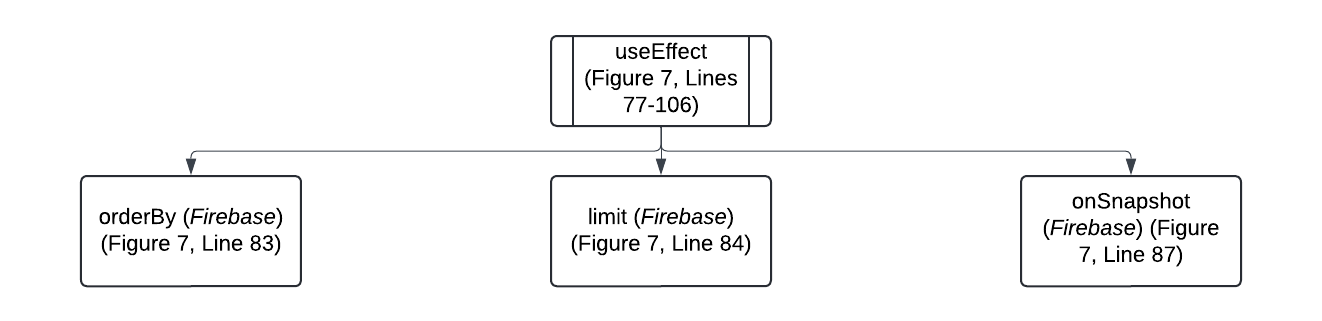 useEffect
(Figure 7, Lines
77-106)
orderBy (Firebase)
(Figure 7, Line 83)
limit (Firebase)
(Figure 7, Line 84)
onSnapshot
(Firebase) (Figure
7, Line 87)